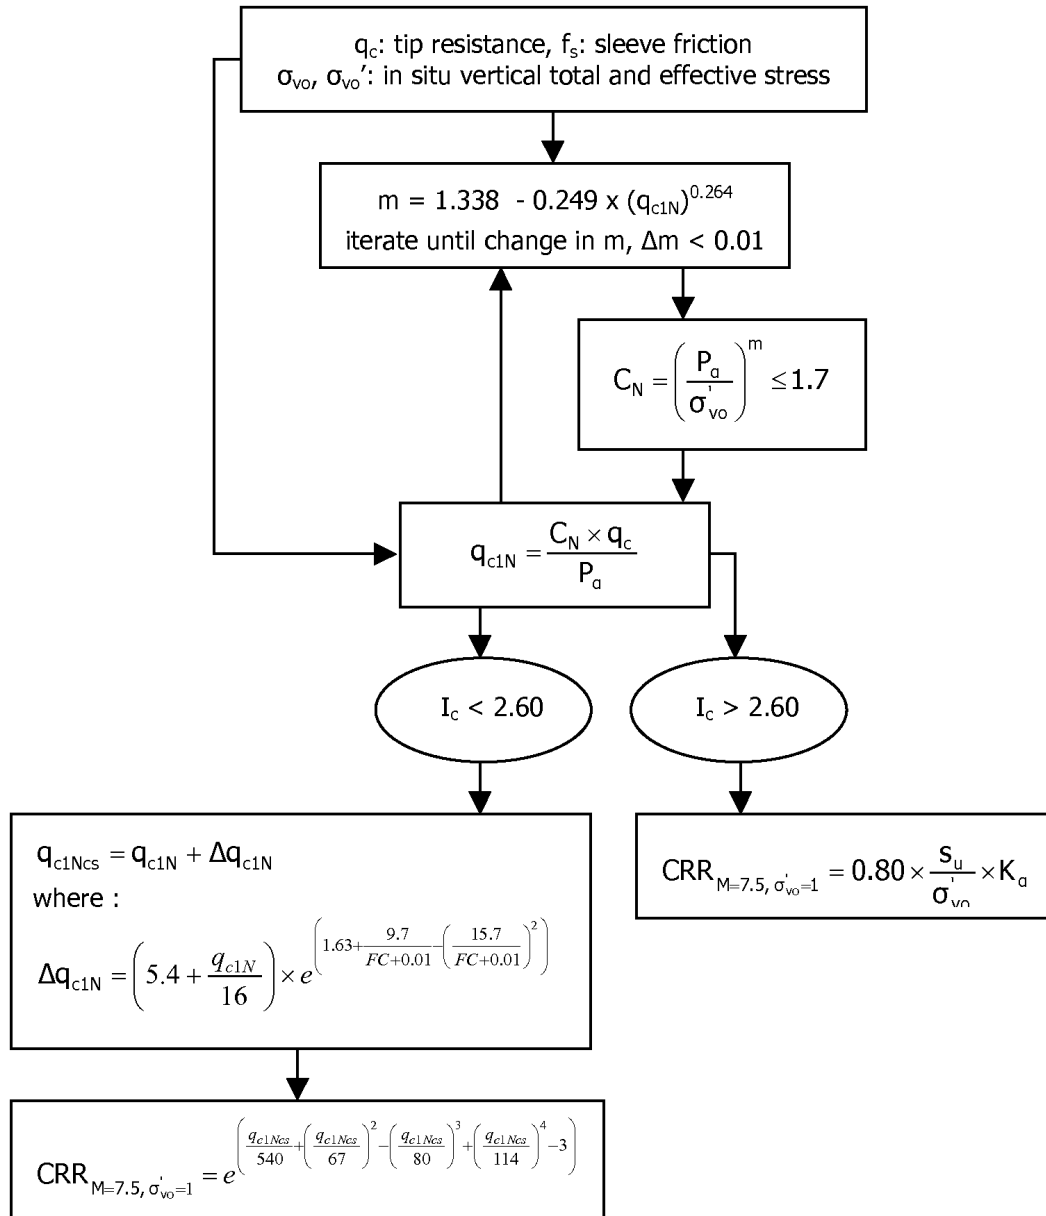 q_c: tip resistance, f_s: sleeve friction
σ_vo, σ_vo’: in situ vertical total and effective stress
m = 1.338 - 0.249 x (q_c1N)^0.264
iterate until change in m, Δm < 0.01
C_N = (P_a / σ'_vo)^m ≤ 1.7
q_c1N = (C_N × q_c) / P_a
I_c < 2.60
I_c > 2.60
q_c1Ncs = q_c1N + Δq_c1N
where :
Δq_c1N = (5.4 + q_c1N / 16) × e^(1.63 + 9.7 / (FC+0.01) − (15.7 / (FC+0.01))^2)
CRR_M=7.5, σ'_vo=1 = 0.80 × s_u / σ'_vo × K_α
CRR_M=7.5, σ'_vo=1 = e^(q_c1Ncs / 540 + (q_c1Ncs / 67)^2 − (q_c1Ncs / 80)^3 + (q_c1Ncs / 114)^4 − 3)